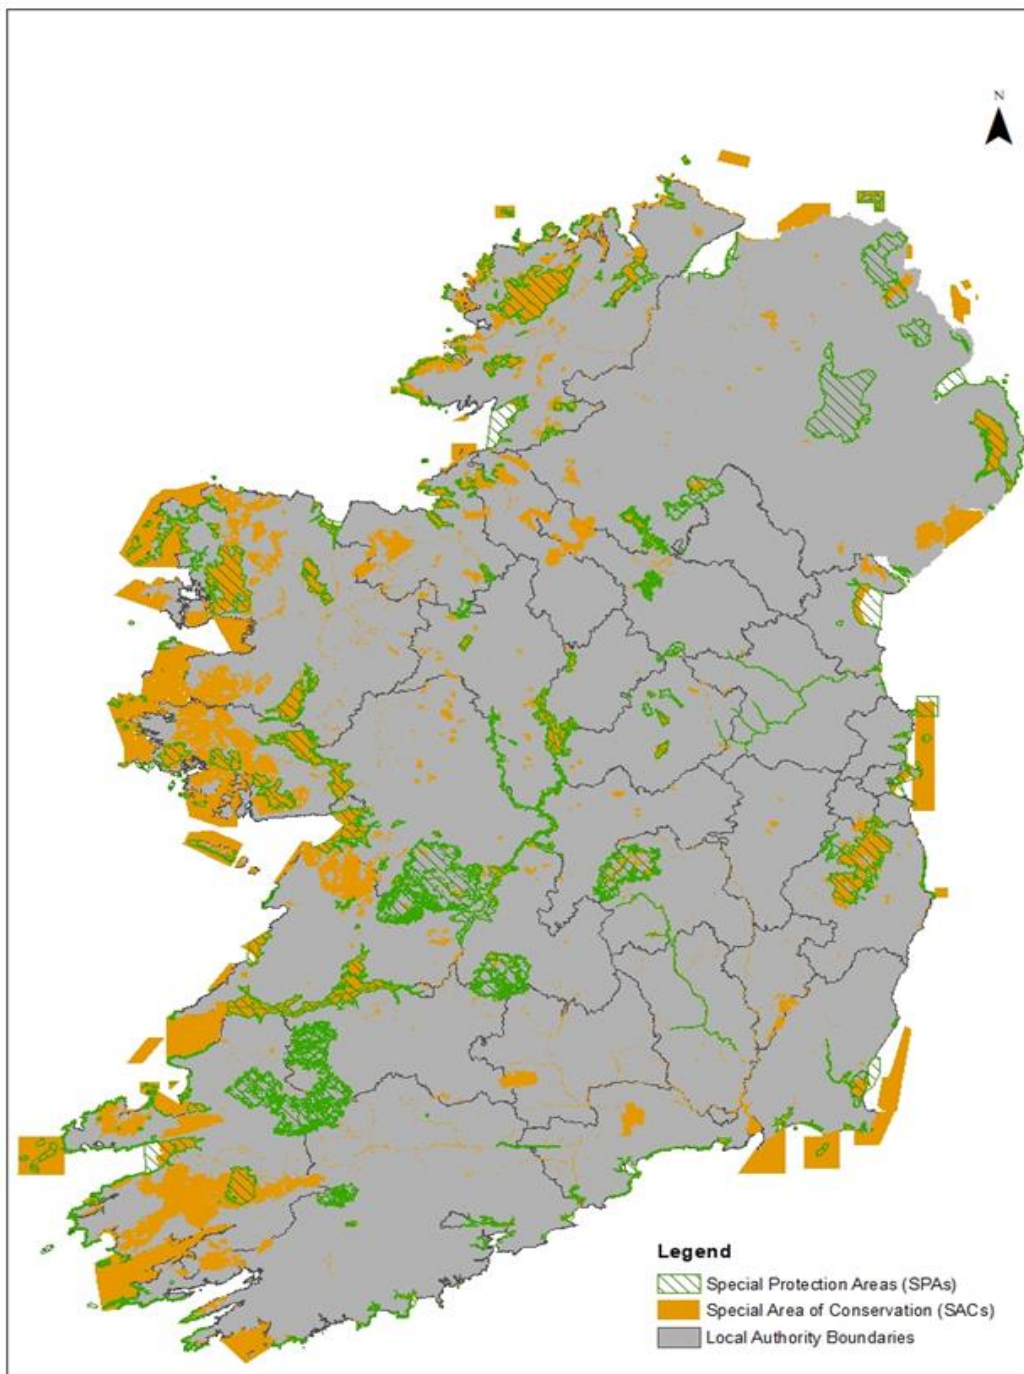 N
Legend
Special Protection Areas (SPAs)
Special Area of Conservation (SACs)
Local Authority Boundaries